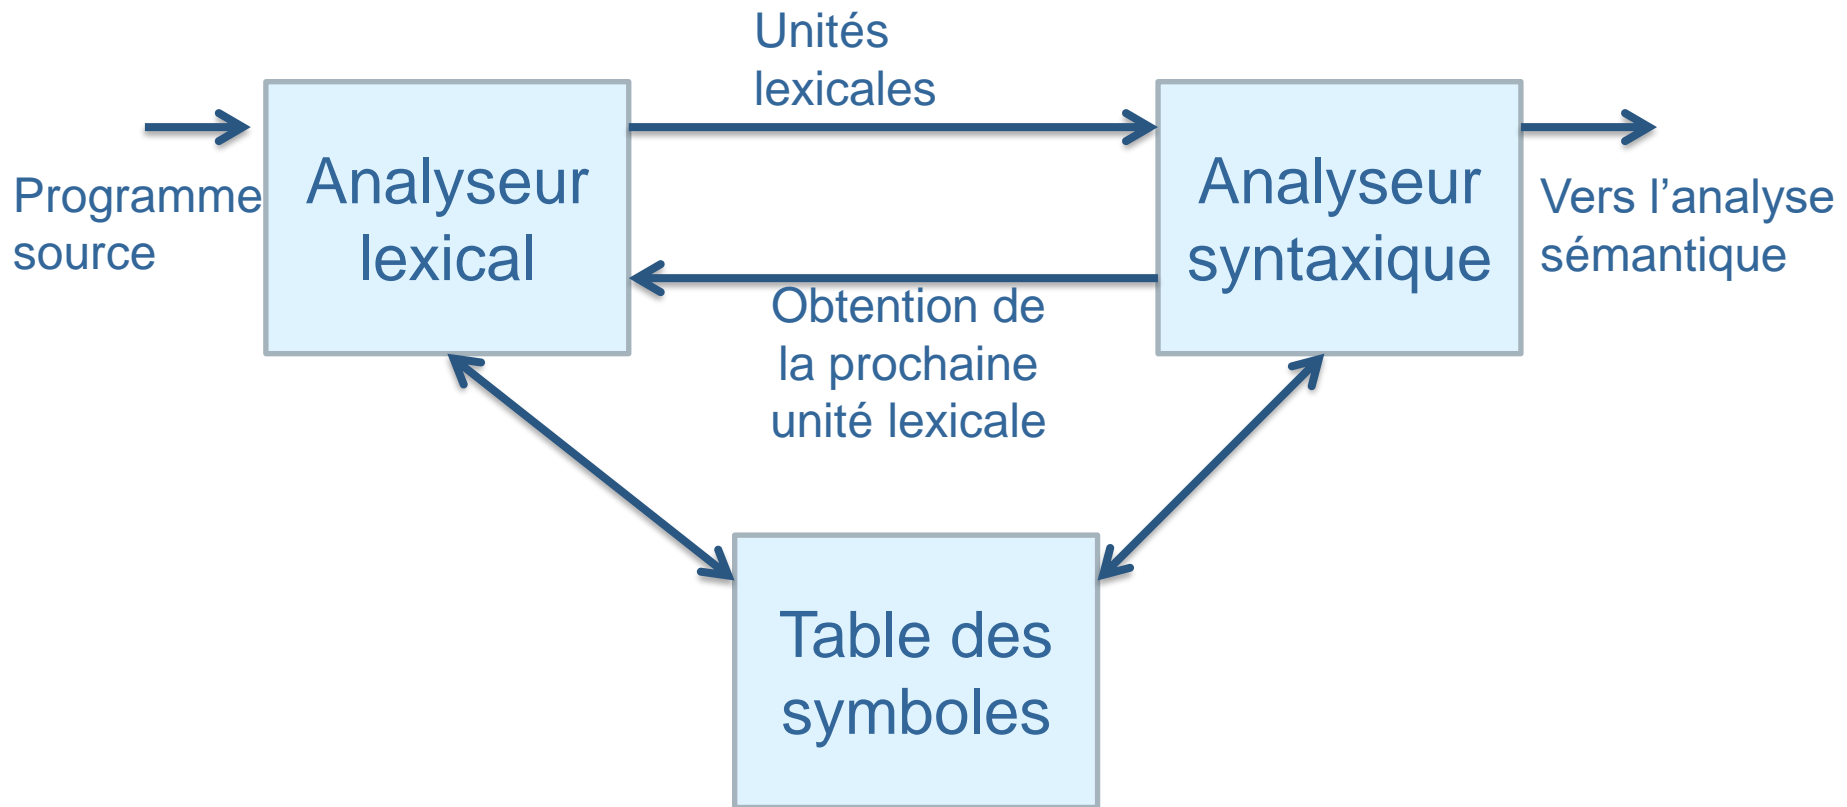 Unités
lexicales
Programme
source
Analyseur
lexical
Analyseur
syntaxique
Vers l’analyse
sémantique
Obtention de
la prochaine
unité lexicale
Table des
symboles